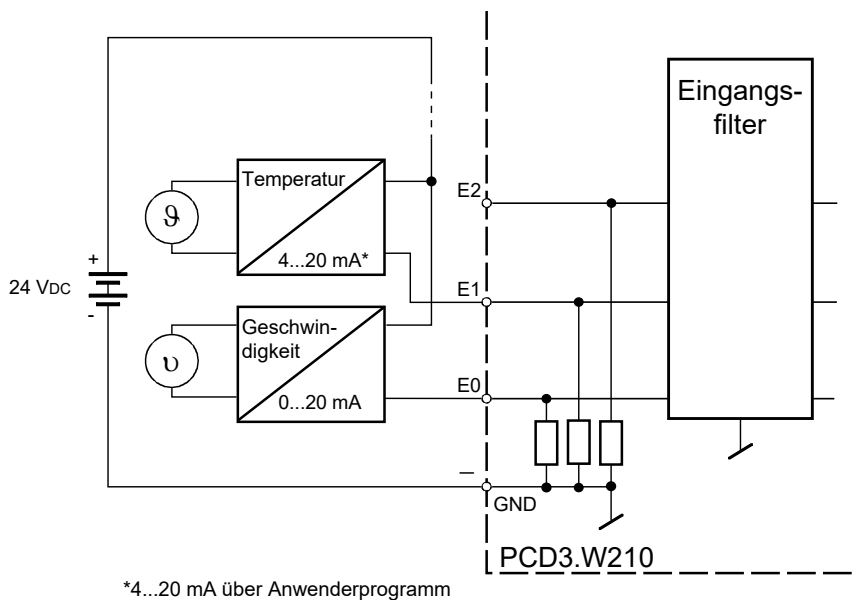 Eingangs-
filter
Temperatur
E2
ϑ
4...20 mA*
+
24 VDC
-
E1
Geschwin-
digkeit
υ
0...20 mA
E0
–
GND
PCD3.W210
*4...20 mA über Anwenderprogramm